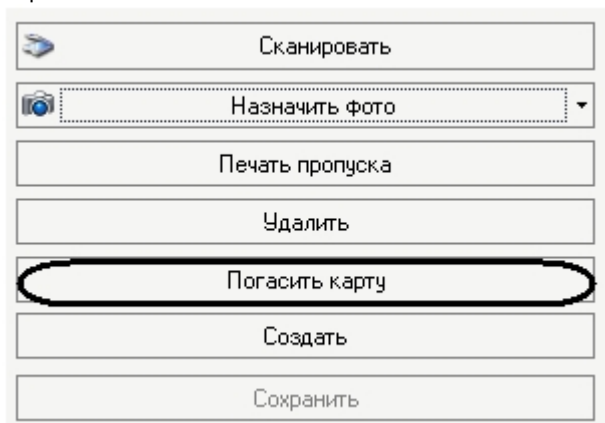 Сканировать
Назначить фото
Печать пропуска
Удалить
Погасить карту
Создать
Сохранить